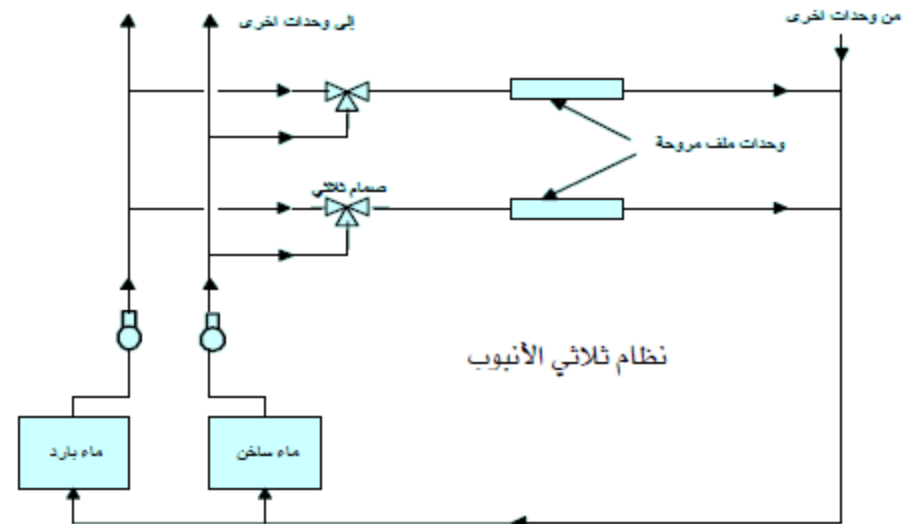 إلى وحدات اخرى
من وحدات اخرى
وحدات ملف مروحة
صمام ثلاثي
نظام ثلاثي الأنبوب
ماء بارد
ماء ساخن